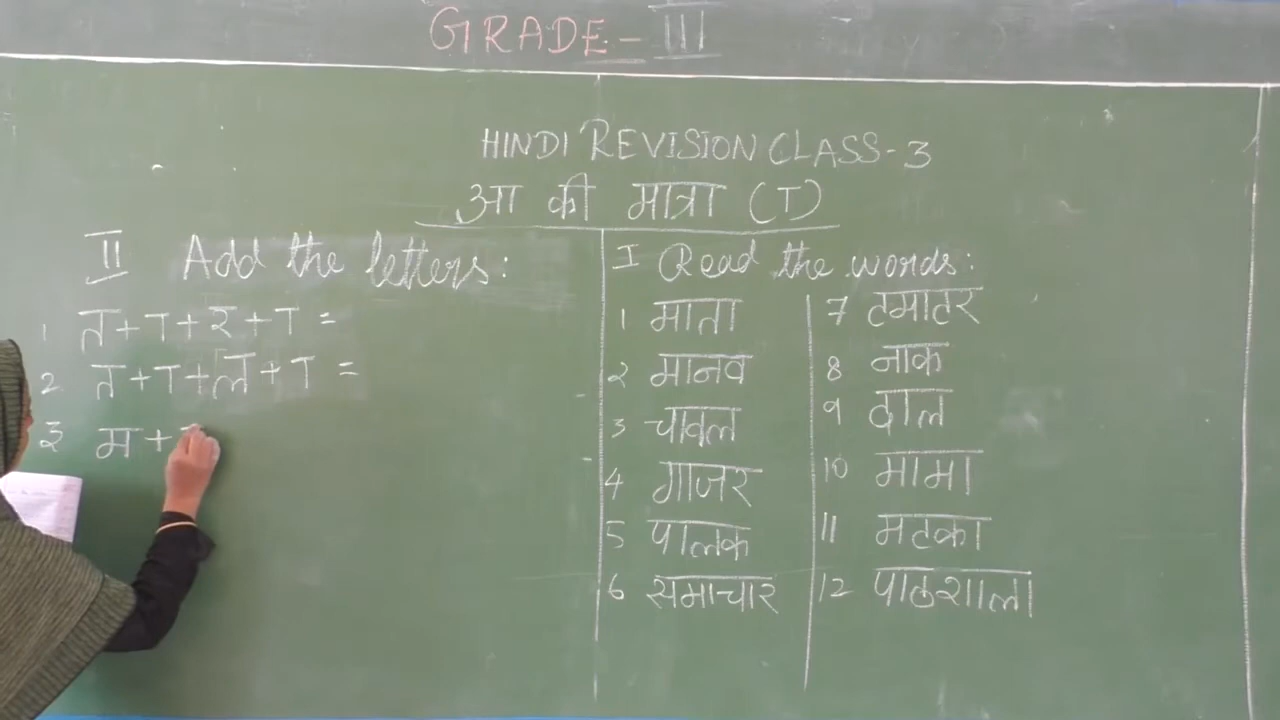 GRADE - III
HINDI REVISION CLASS - 3
आ की मात्रा (ा)
II Add the letters:
1 त + ा + र + ा =
2 त + ा + ल + ा =
3 म +
I Read the words:
1 माता
2 मानव
3 चावल
4 गाजर
5 पालक
6 समाचार
7 टमाटर
8 नाक
9 दाल
10 मामा
11 मटका
12 पाठशाला